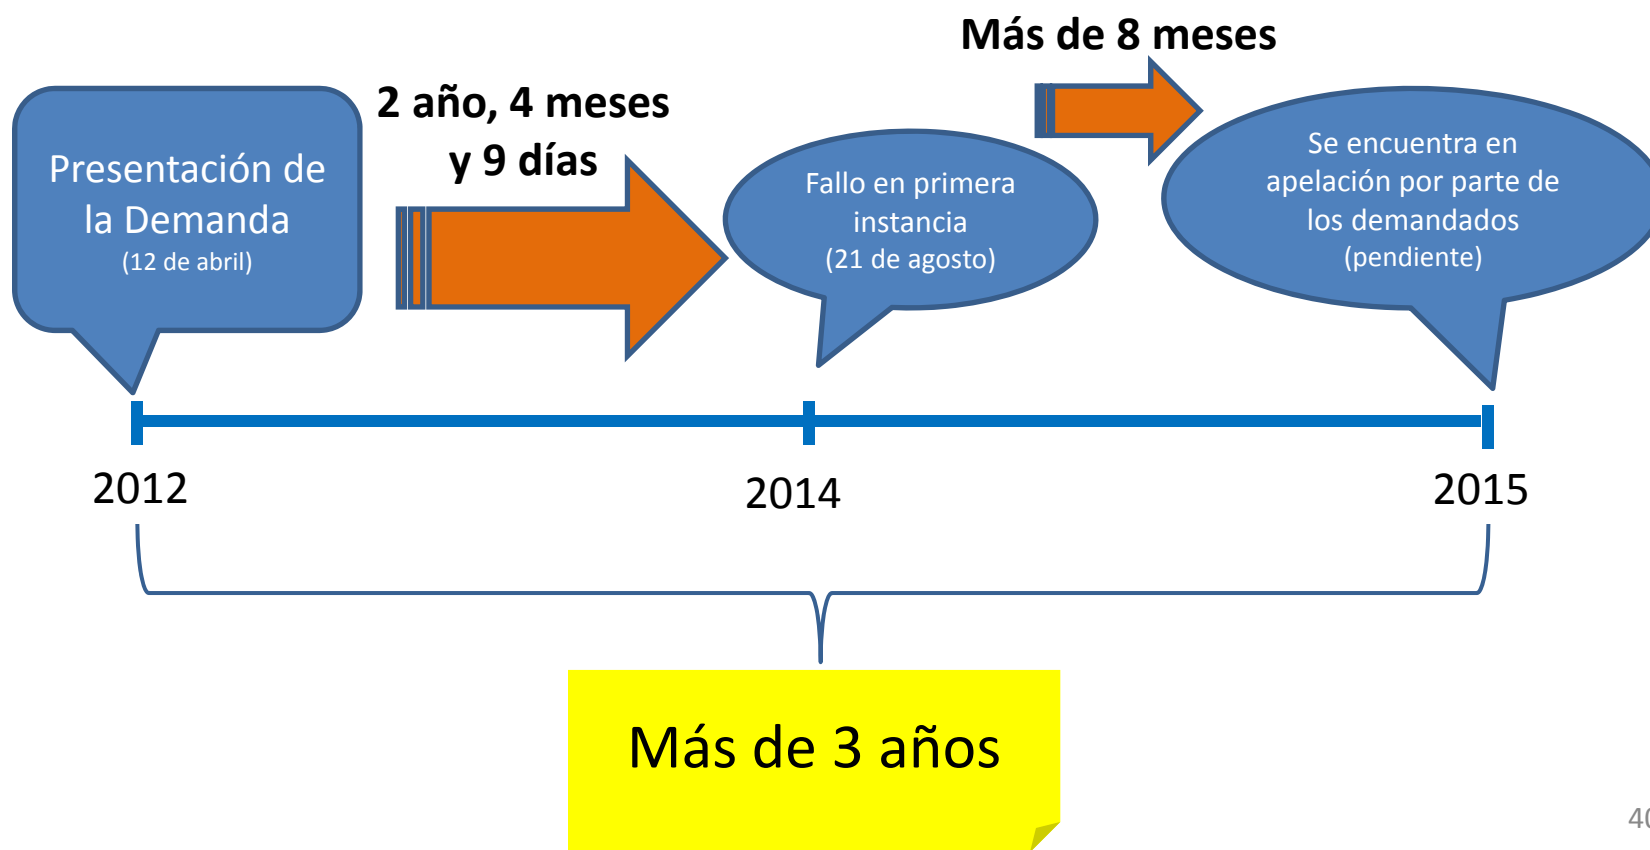 Más de 8 meses
2 año, 4 meses
y 9 días
Presentación de
la Demanda
(12 de abril)
Fallo en primera
instancia
(21 de agosto)
Se encuentra en
apelación por parte de
los demandados
(pendiente)
2012
2014
2015
Más de 3 años
40